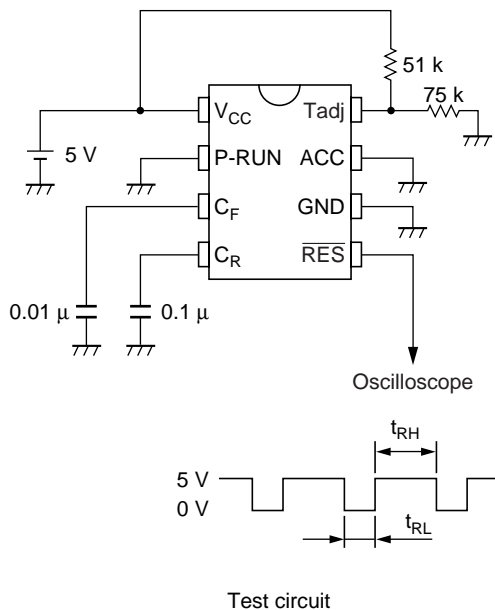 51 k
75 k
V_CC Tadj
5 V
P-RUN ACC
C_F GND
C_R RES
0.01 µ 0.1 µ
Oscilloscope
t_RH
5 V
0 V
t_RL
Test circuit